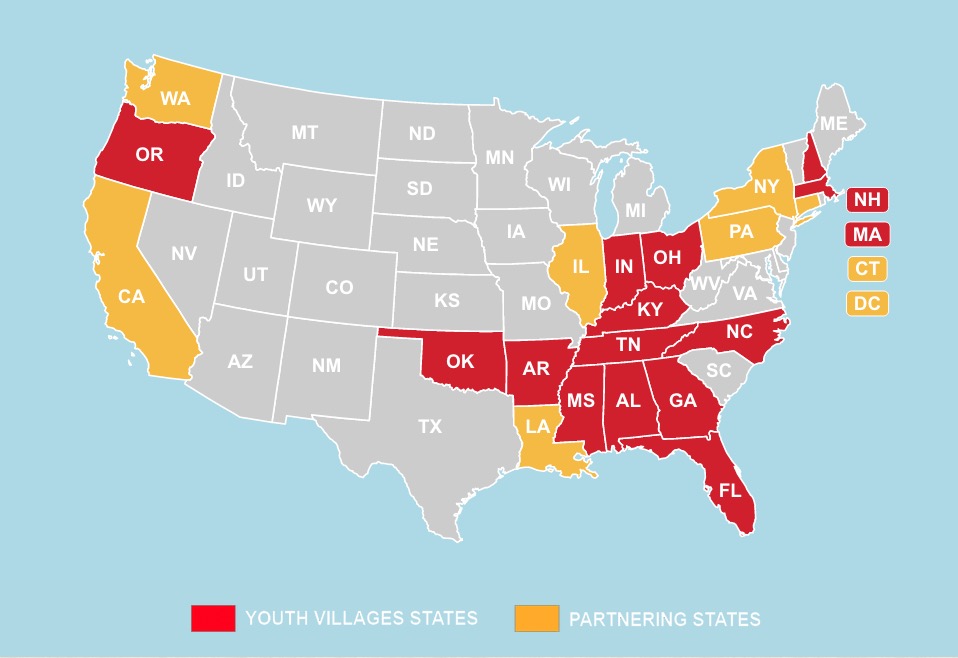 WA
OR
MT
ND
MN
ID
WY
SD
WI
MI
NY
ME
NH
MA
CT
DC
NV
UT
CO
NE
IA
IL
IN
OH
PA
WV
VA
CA
KS
MO
KY
AZ
NM
OK
AR
TN
NC
SC
TX
LA
MS
AL
GA
FL
YOUTH VILLAGES STATES
PARTNERING STATES